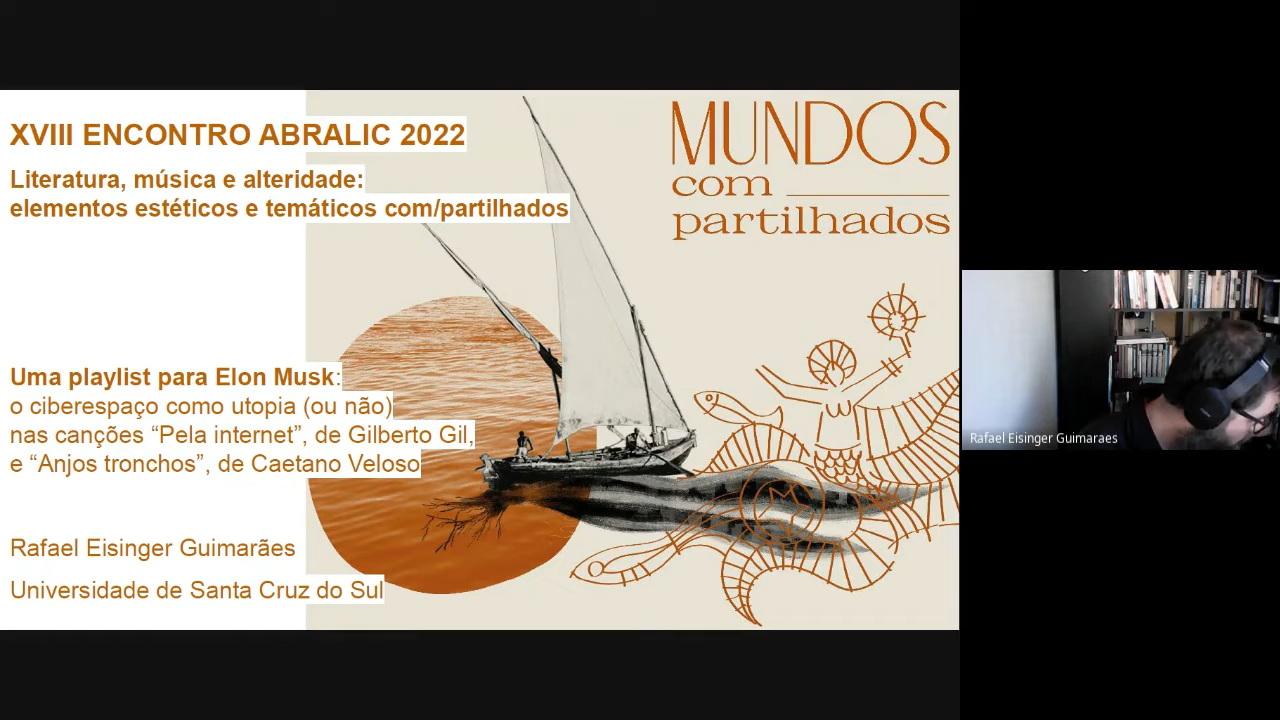 XVIII ENCONTRO ABRALIC 2022
Literatura, música e alteridade:
elementos estéticos e temáticos com/partilhados
MUNDOS
com
partilhados
Uma playlist para Elon Musk:
o ciberespaço como utopia (ou não)
nas canções “Pela internet”, de Gilberto Gil,
e “Anjos tronchos”, de Caetano Veloso
Rafael Eisinger Guimarães
Universidade de Santa Cruz do Sul
Rafael Eisinger Guimaraes